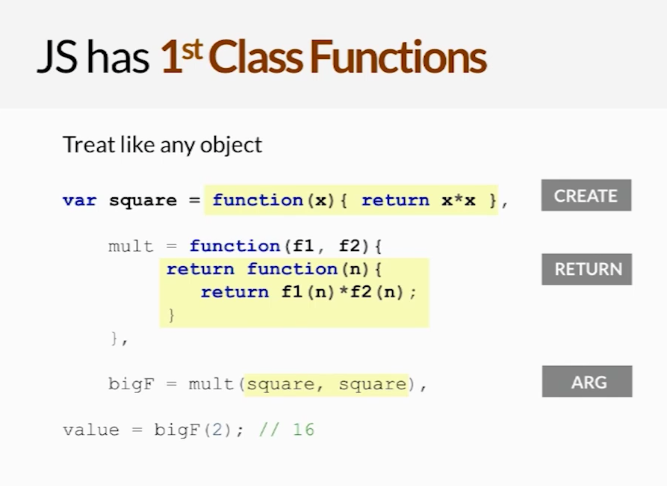 JS has 1st Class Functions
Treat like any object
var square = function(x){ return x*x },
CREATE
mult = function(f1, f2){
return function(n){
RETURN
return f1(n)*f2(n);
}
},
bigF = mult(square, square),
ARG
value = bigF(2); // 16